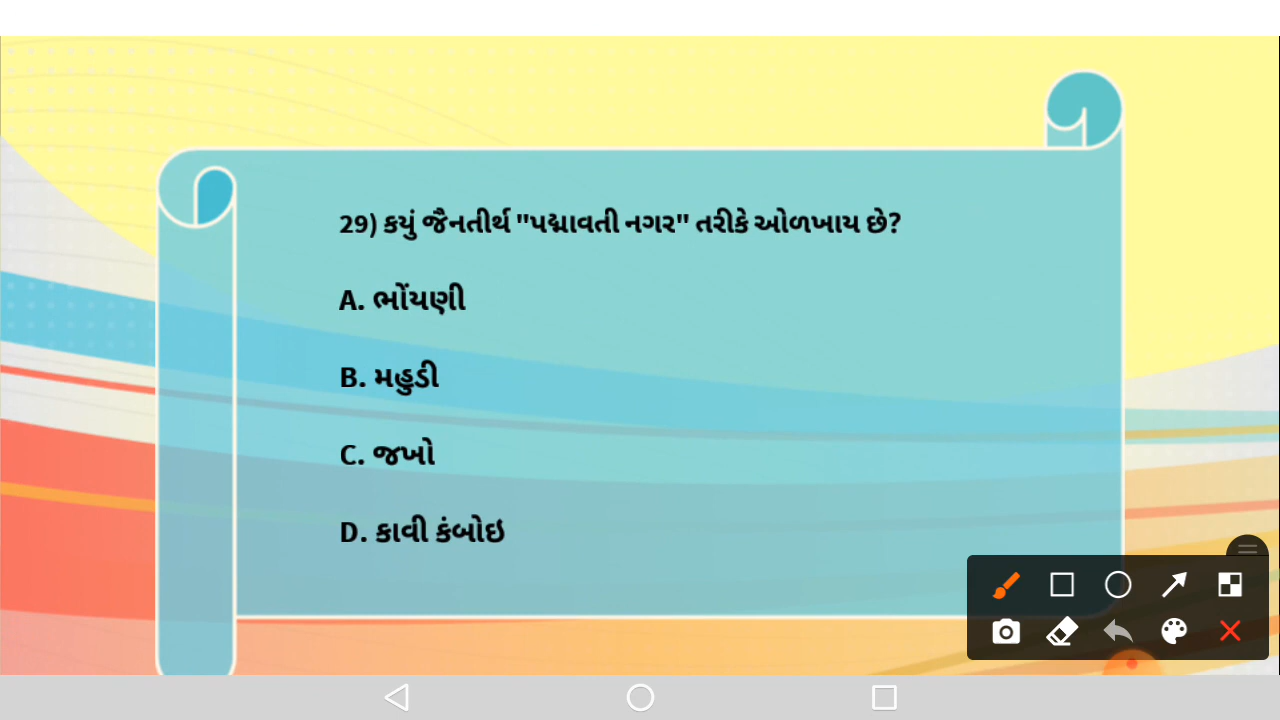 29) કયું જૈનતીર્થ "પદ્માવતી નગર" તરીકે ઓળખાય છે?
A. ભોંયણી
B. મહુડી
C. જખો
D. કાવી કંબોઇ